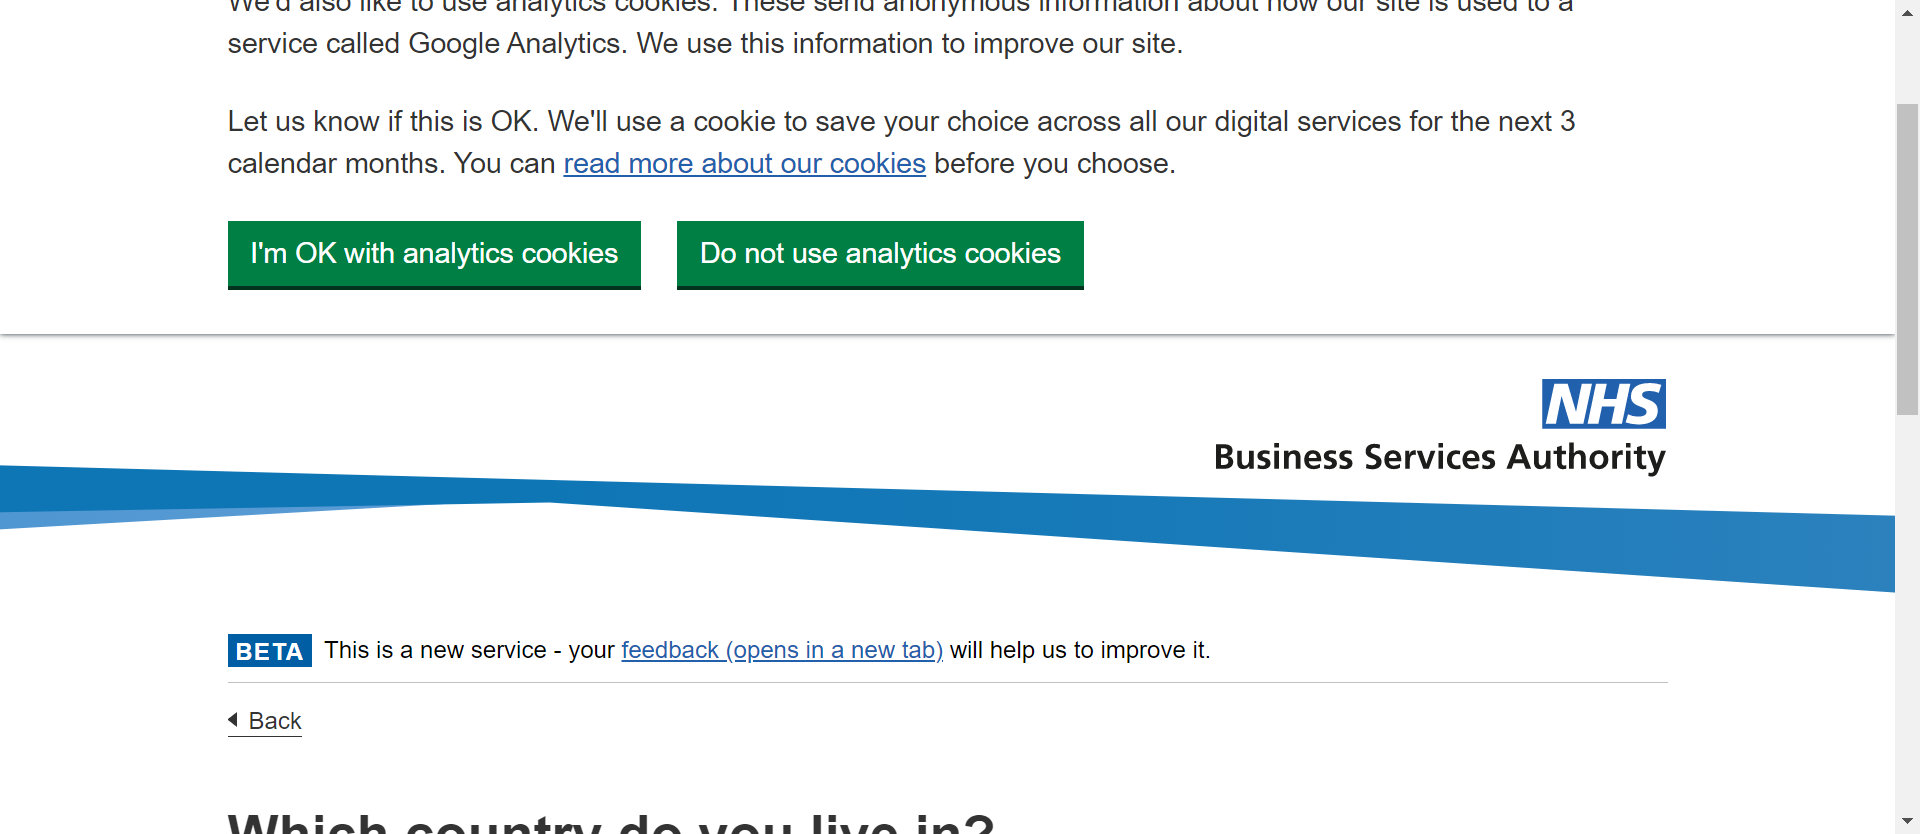 We'd also like to use analytics cookies. These send anonymous information about how our site is used to a
service called Google Analytics. We use this information to improve our site.
Let us know if this is OK. We'll use a cookie to save your choice across all our digital services for the next 3
calendar months. You can read more about our cookies before you choose.
I'm OK with analytics cookies
Do not use analytics cookies
NHS
Business Services Authority
BETA This is a new service - your feedback (opens in a new tab) will help us to improve it.
Back
Which country do you live in?